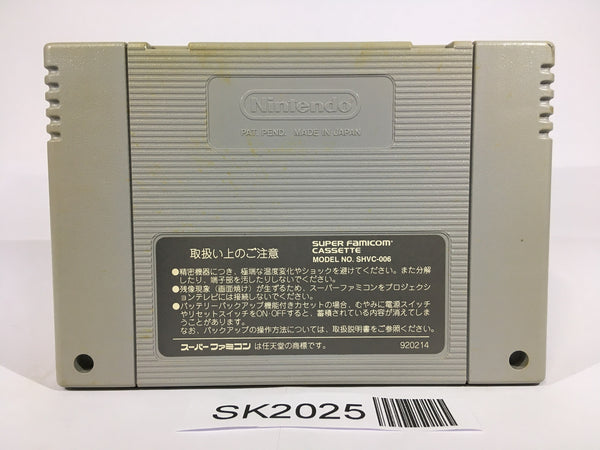 Nintendo
PAT. PEND. MADE IN JAPAN
取扱い上のご注意
SUPER FAMICOM
CASSETTE
MODEL NO. SHVC-006
●精密機器につき、極端な温度変化やショックを避けてください。また分解
したり、端子部を汚したりしないでください。
●残像現象（画面焼け）が生ずるため、スーパーファミコンをプロジェクシ
ョンテレビには接続しないでください。
●バッテリーバックアップ機能付きカセットの場合、むやみに電源スイッチ
やリセットスイッチをON・OFFすると、蓄積されている内容が消えてしま
うことがあります。
なお、バックアップの操作方法については、取扱説明書をご参照ください。
スーパーファミコン は任天堂の商標です。
920214
SK2025